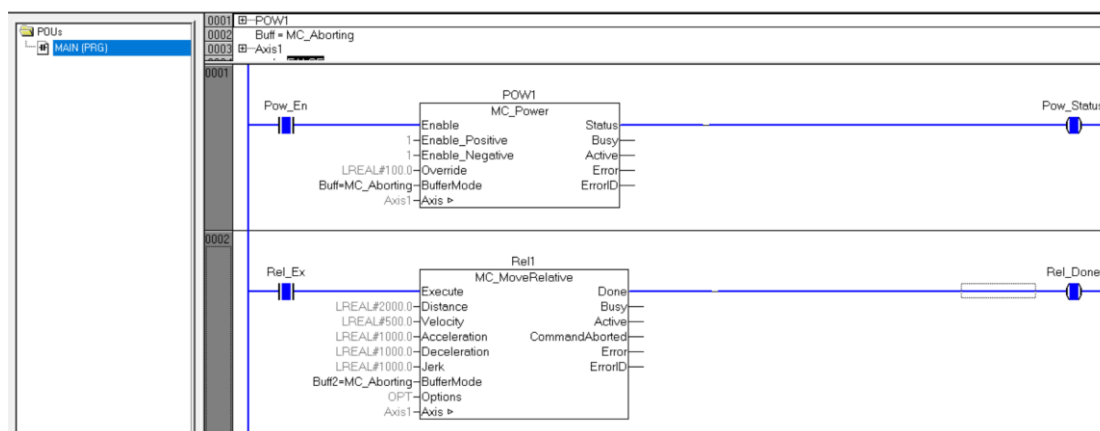 POUs
MAIN (PRG)
0001 POW1
0002 Buff = MC_Aborting
0003 Axis1
0001
POW1
Pow_En MC_Power Pow_Status
Enable Status
1 Enable_Positive Busy
1 Enable_Negative Active
LREAL#100.0 Override Error
Buff=MC_Aborting BufferMode ErrorID
Axis1 Axis
0002
Rel1
Rel_Ex MC_MoveRelative Rel_Done
Execute Done
LREAL#2000.0 Distance Busy
LREAL#500.0 Velocity Active
LREAL#1000.0 Acceleration CommandAborted
LREAL#1000.0 Deceleration Error
LREAL#1000.0 Jerk ErrorID
Buff2=MC_Aborting BufferMode
OPT Options
Axis1 Axis